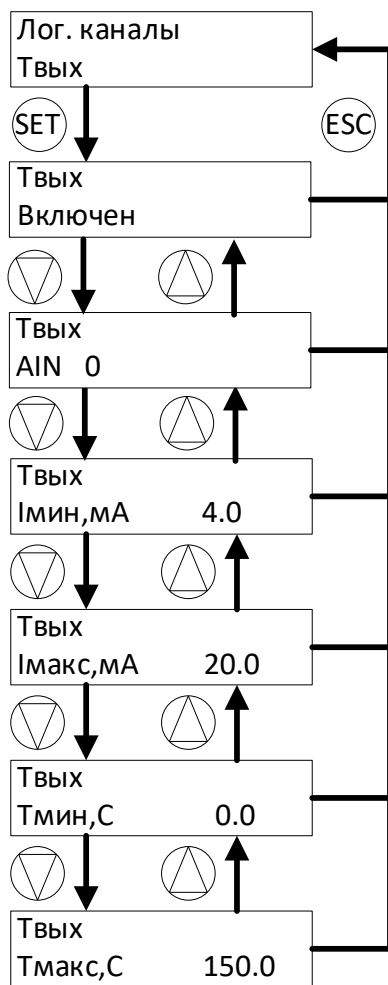 Лог. каналы
Твых
SET
ESC
Твых
Включен
Твых
AIN 0
Твых
Iмин,мА 4.0
Твых
Iмакс,мА 20.0
Твых
Тмин,С 0.0
Твых
Тмакс,С 150.0